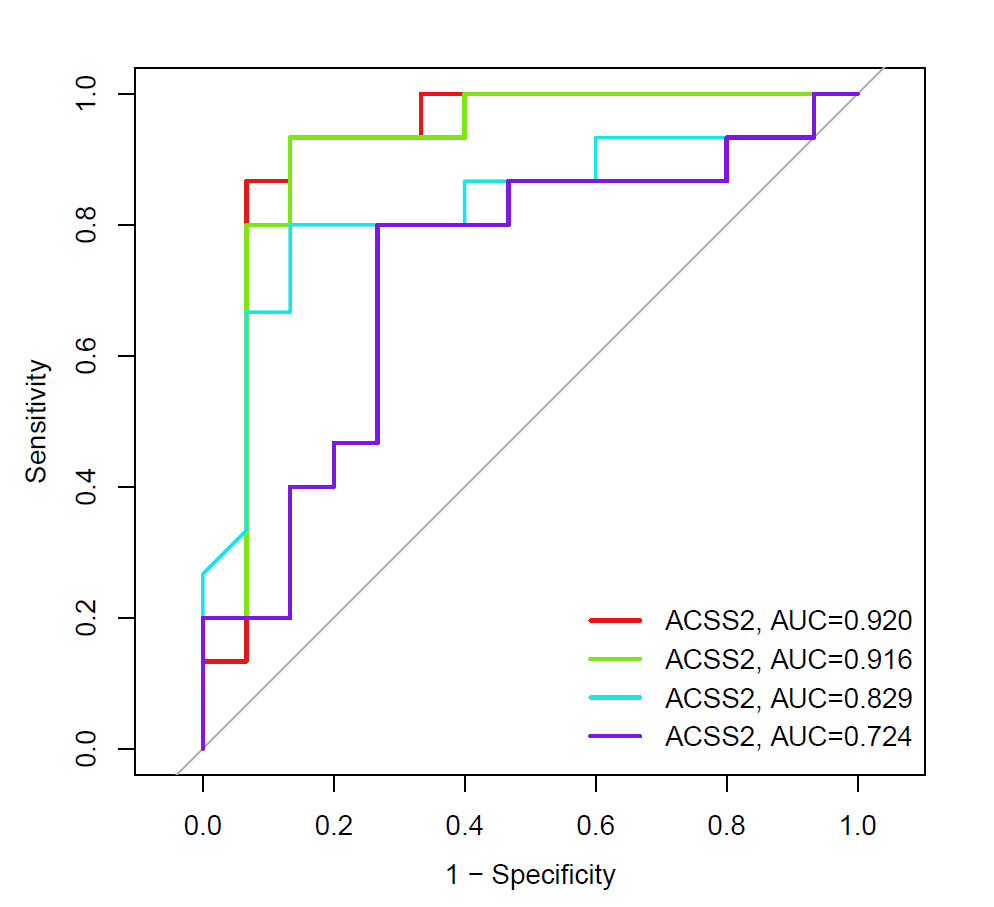 1.0
0.8
0.6
0.4
0.2
0.0
Sensitivity
ACSS2, AUC=0.920
ACSS2, AUC=0.916
ACSS2, AUC=0.829
ACSS2, AUC=0.724
0.0 0.2 0.4 0.6 0.8 1.0
1 − Specificity